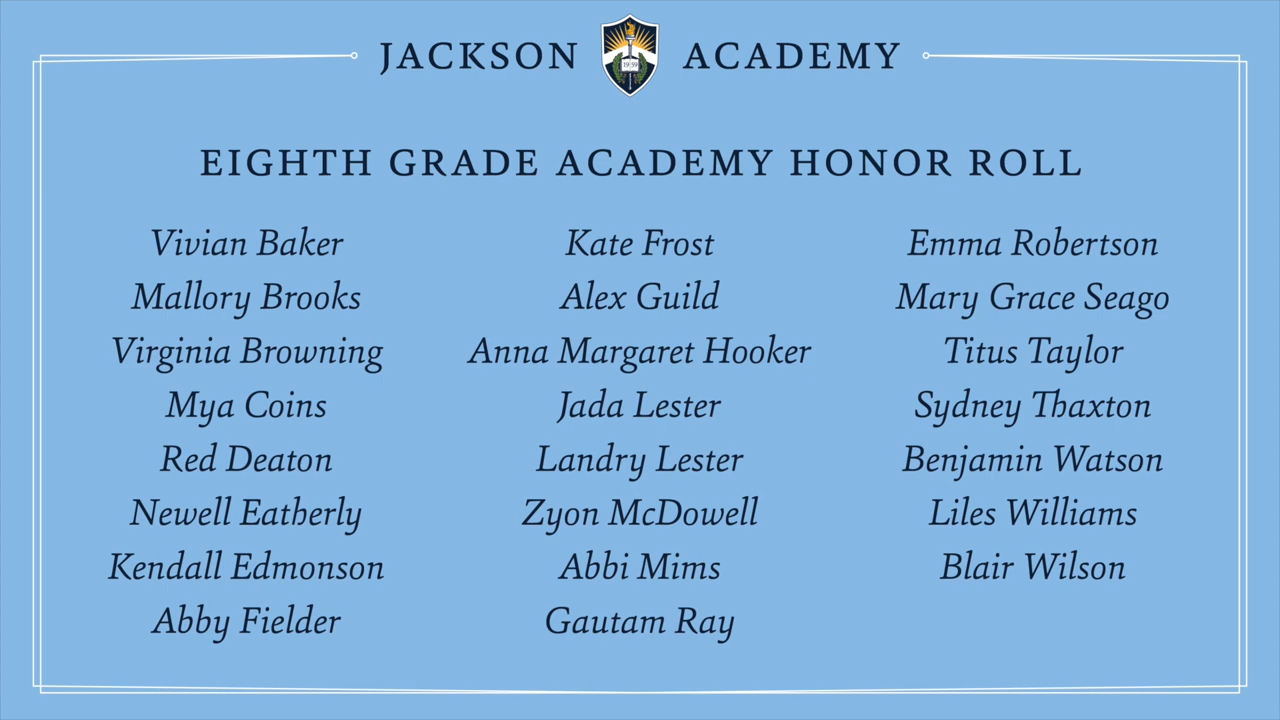 JACKSON ACADEMY
1959
EIGHTH GRADE ACADEMY HONOR ROLL
Vivian Baker
Mallory Brooks
Virginia Browning
Mya Coins
Red Deaton
Newell Eatherly
Kendall Edmonson
Abby Fielder
Kate Frost
Alex Guild
Anna Margaret Hooker
Jada Lester
Landry Lester
Zyon McDowell
Abbi Mims
Gautam Ray
Emma Robertson
Mary Grace Seago
Titus Taylor
Sydney Thaxton
Benjamin Watson
Liles Williams
Blair Wilson